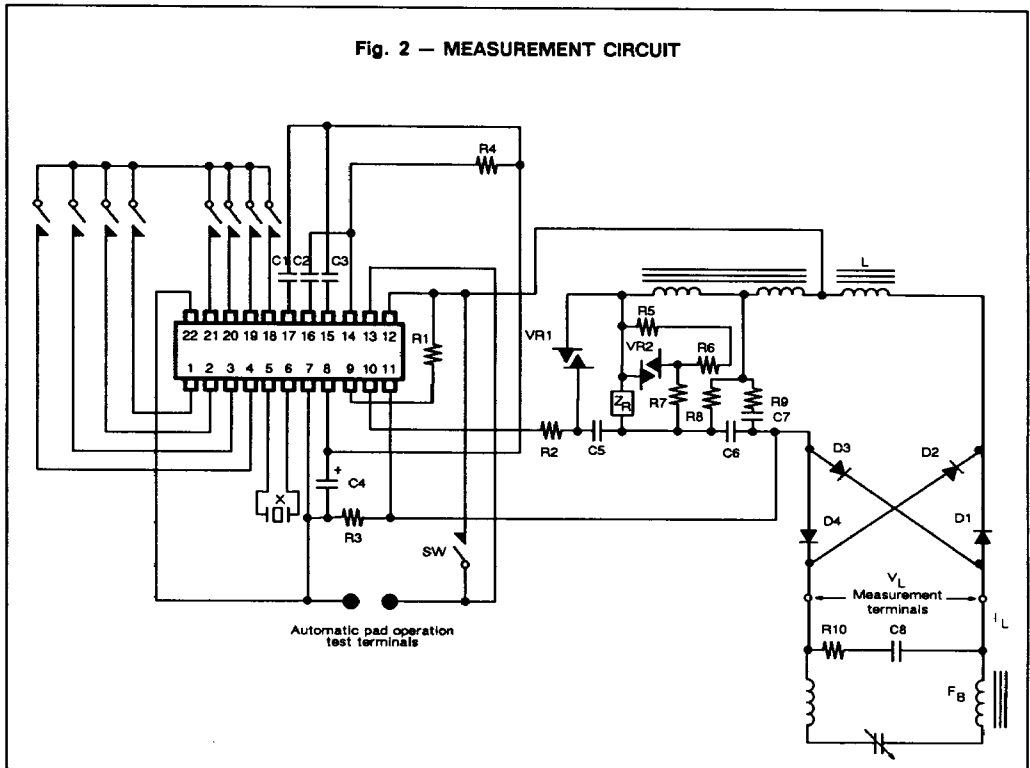 Fig. 2 — MEASUREMENT CIRCUIT
R4
C1 C2 C3
L
22 21 20 19 18 17 16 15 14 13 12
1 2 3 4 5 6 7 8 9 10 11
R1
VR1
R5
VR2
R6
ZR
R7
R8
R9
C7
R2
C5
C6
+
C4
X
R3
SW
D3
D2
D4
D1
VL
Measurement
terminals
IL
Automatic pad operation
test terminals
R10
C8
FB